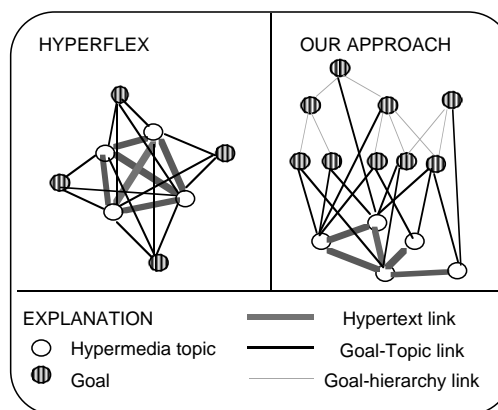 HYPERFLEX
OUR APPROACH
EXPLANATION
Hypermedia topic
Goal
Hypertext link
Goal-Topic link
Goal-hierarchy link